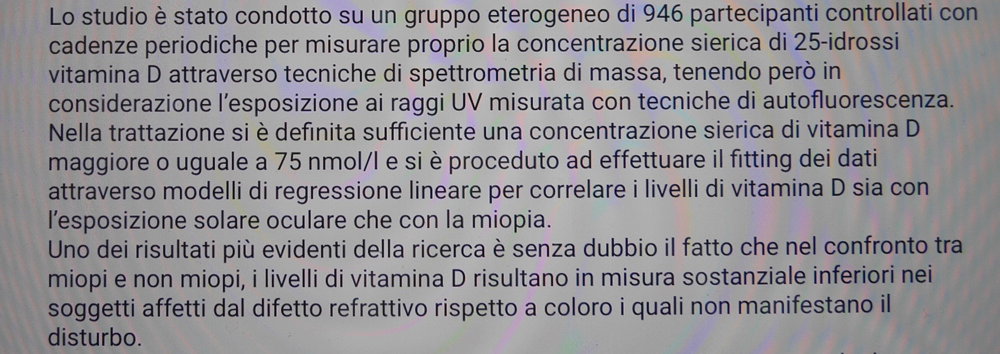 Lo studio è stato condotto su un gruppo eterogeneo di 946 partecipanti controllati con
cadenze periodiche per misurare proprio la concentrazione sierica di 25-idrossi
vitamina D attraverso tecniche di spettrometria di massa, tenendo però in
considerazione l'esposizione ai raggi UV misurata con tecniche di autofluorescenza.
Nella trattazione si è definita sufficiente una concentrazione sierica di vitamina D
maggiore o uguale a 75 nmol/l e si è proceduto ad effettuare il fitting dei dati
attraverso modelli di regressione lineare per correlare i livelli di vitamina D sia con
l'esposizione solare oculare che con la miopia.
Uno dei risultati più evidenti della ricerca è senza dubbio il fatto che nel confronto tra
miopi e non miopi, i livelli di vitamina D risultano in misura sostanziale inferiori nei
soggetti affetti dal difetto refrattivo rispetto a coloro i quali non manifestano il
disturbo.